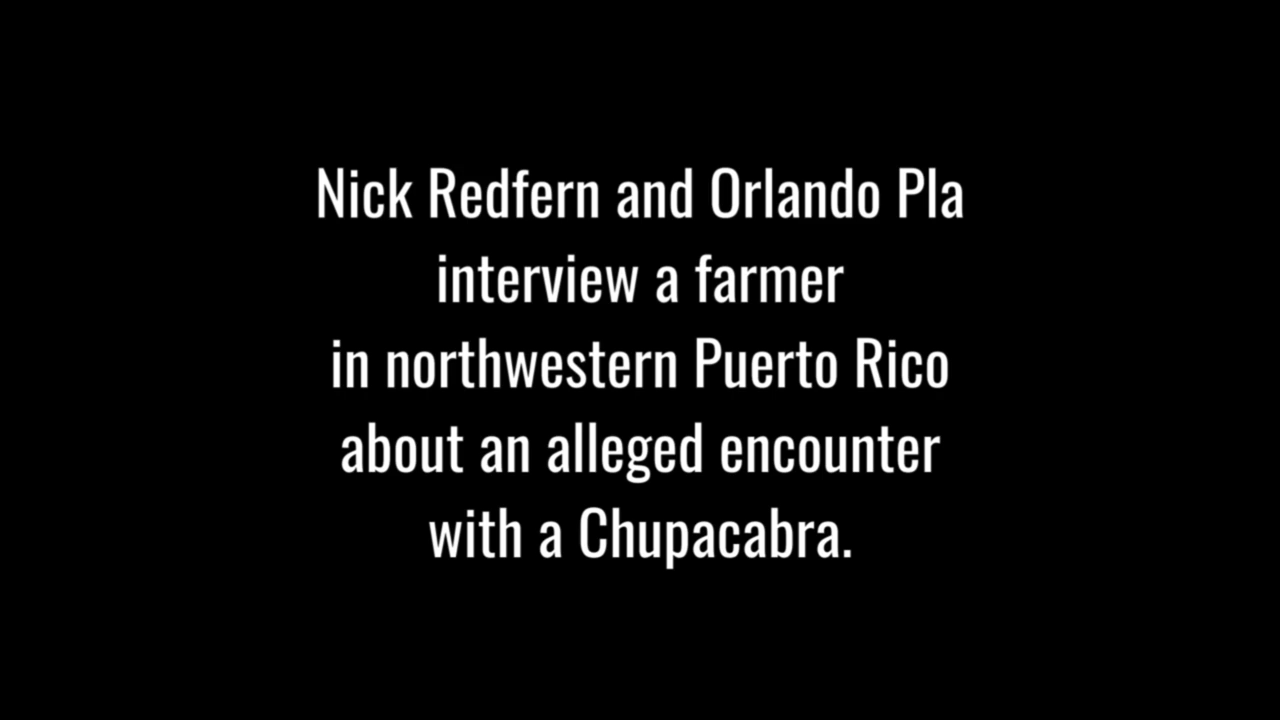 Nick Redfern and Orlando Pla
interview a farmer
in northwestern Puerto Rico
about an alleged encounter
with a Chupacabra.